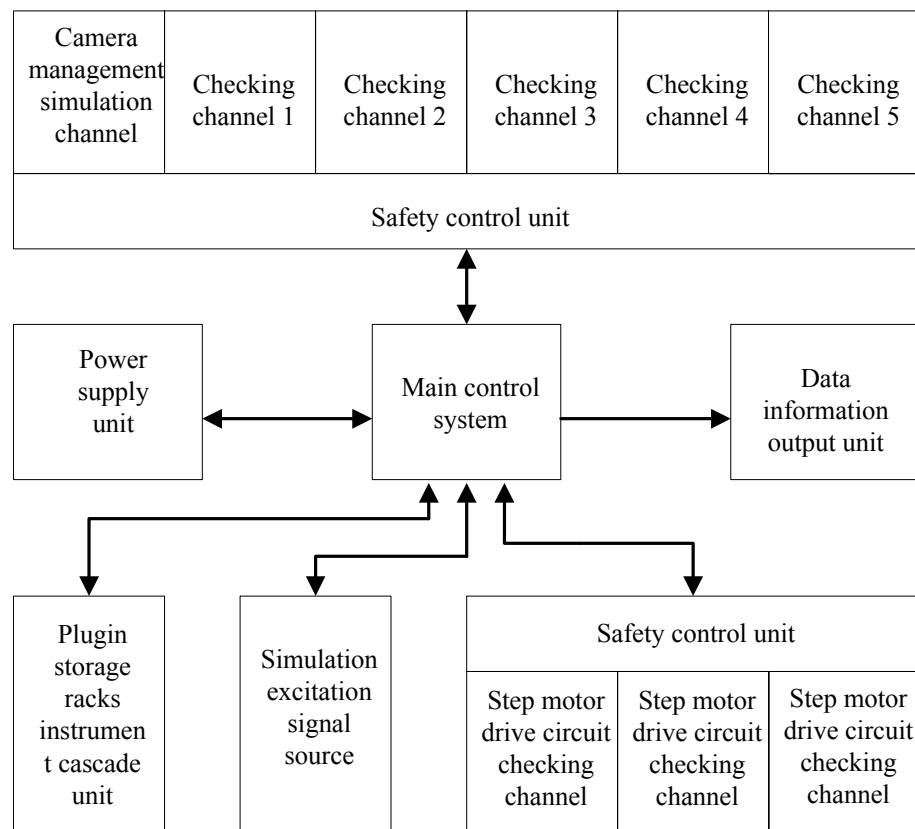 Camera
management
simulation
channel
Checking
channel 1
Checking
channel 2
Checking
channel 3
Checking
channel 4
Checking
channel 5
Safety control unit
Power
supply
unit
Main control
system
Data
information
output unit
Plugin
storage
racks
instrumen
t cascade
unit
Simulation
excitation
signal
source
Safety control unit
Step motor
drive circuit
checking
channel
Step motor
drive circuit
checking
channel
Step motor
drive circuit
checking
channel